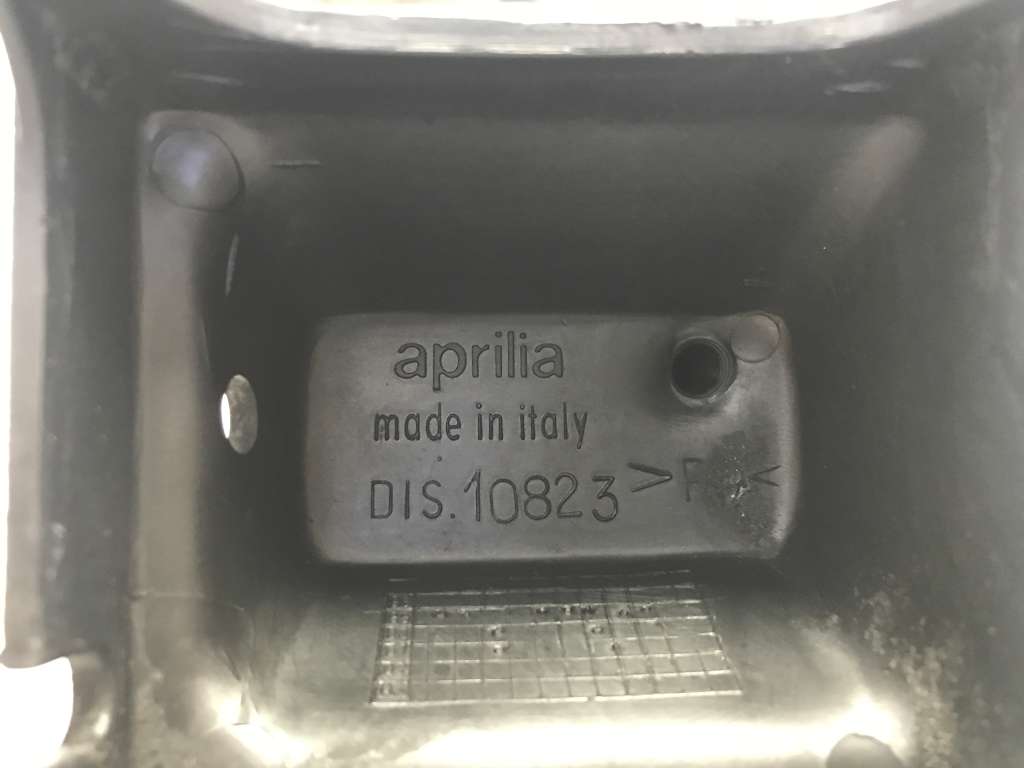 aprilia
made in italy
DIS.10823 >P <